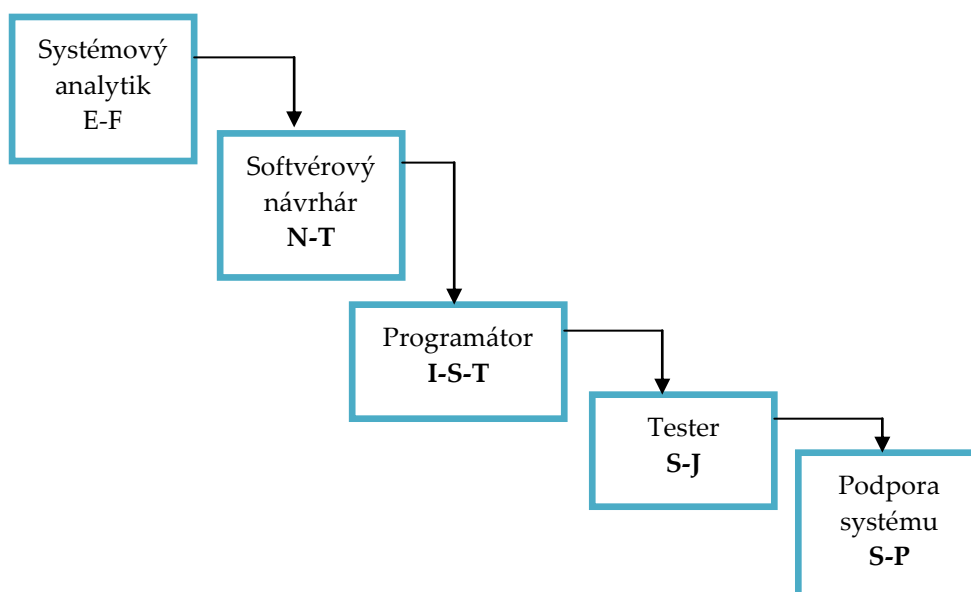 Systémový
analytik
E-F
Softvérový
návrhár
N-T
Programátor
I-S-T
Tester
S-J
Podpora
systému
S-P